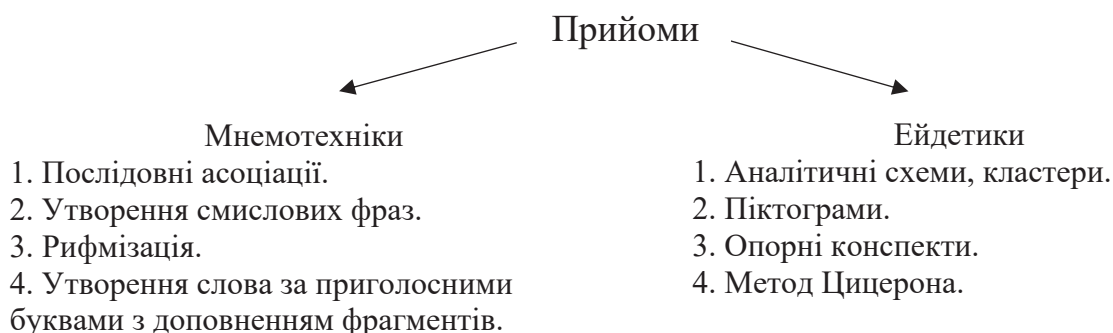 Прийоми
Мнемотехніки
1. Послідовні асоціації.
2. Утворення смислових фраз.
3. Рифмізація.
4. Утворення слова за приголосними
буквами з доповненням фрагментів.
Ейдетики
1. Аналітичні схеми, кластери.
2. Піктограми.
3. Опорні конспекти.
4. Метод Цицерона.